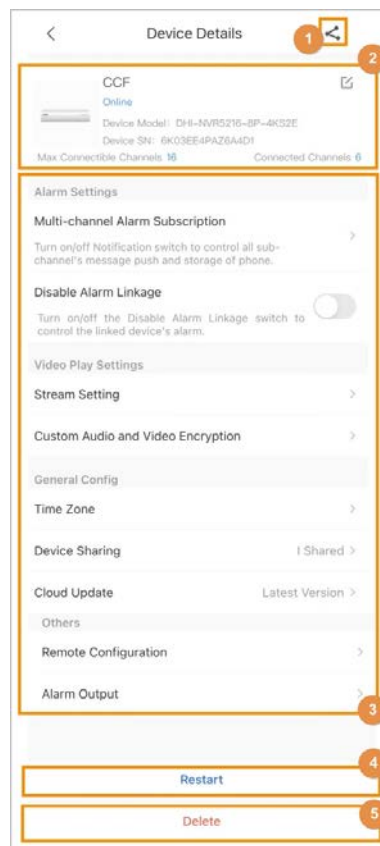 Device Details
1
2
CCF
Online
Device Model: DHI-NVR5216-8P-4KS2E
Device SN: 6K03EE4PAZ6A4D1
Max Connectible Channels 16 Connected Channels 6
Alarm Settings
Multi-channel Alarm Subscription
Turn on/off Notification switch to control all sub-
channel's message push and storage of phone.
Disable Alarm Linkage
Turn on/off the Disable Alarm Linkage switch to
control the linked device's alarm.
Video Play Settings
Stream Setting
Custom Audio and Video Encryption
General Config
Time Zone
Device Sharing I Shared
Cloud Update Latest Version
Others
Remote Configuration
Alarm Output
3
4
Restart
5
Delete